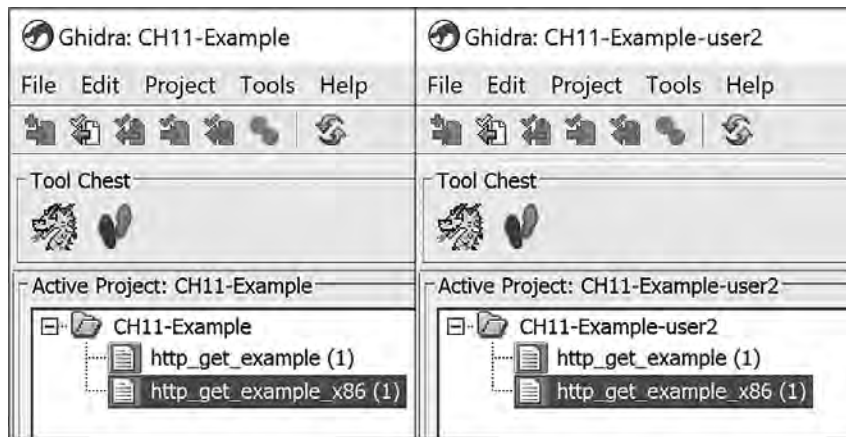 Ghidra: CH11-Example
File Edit Project Tools Help
Tool Chest
Active Project: CH11-Example
CH11-Example
http_get_example (1)
http_get_example_x86 (1)
Ghidra: CH11-Example-user2
File Edit Project Tools Help
Tool Chest
Active Project: CH11-Example-user2
CH11-Example-user2
http_get_example (1)
http_get_example_x86 (1)